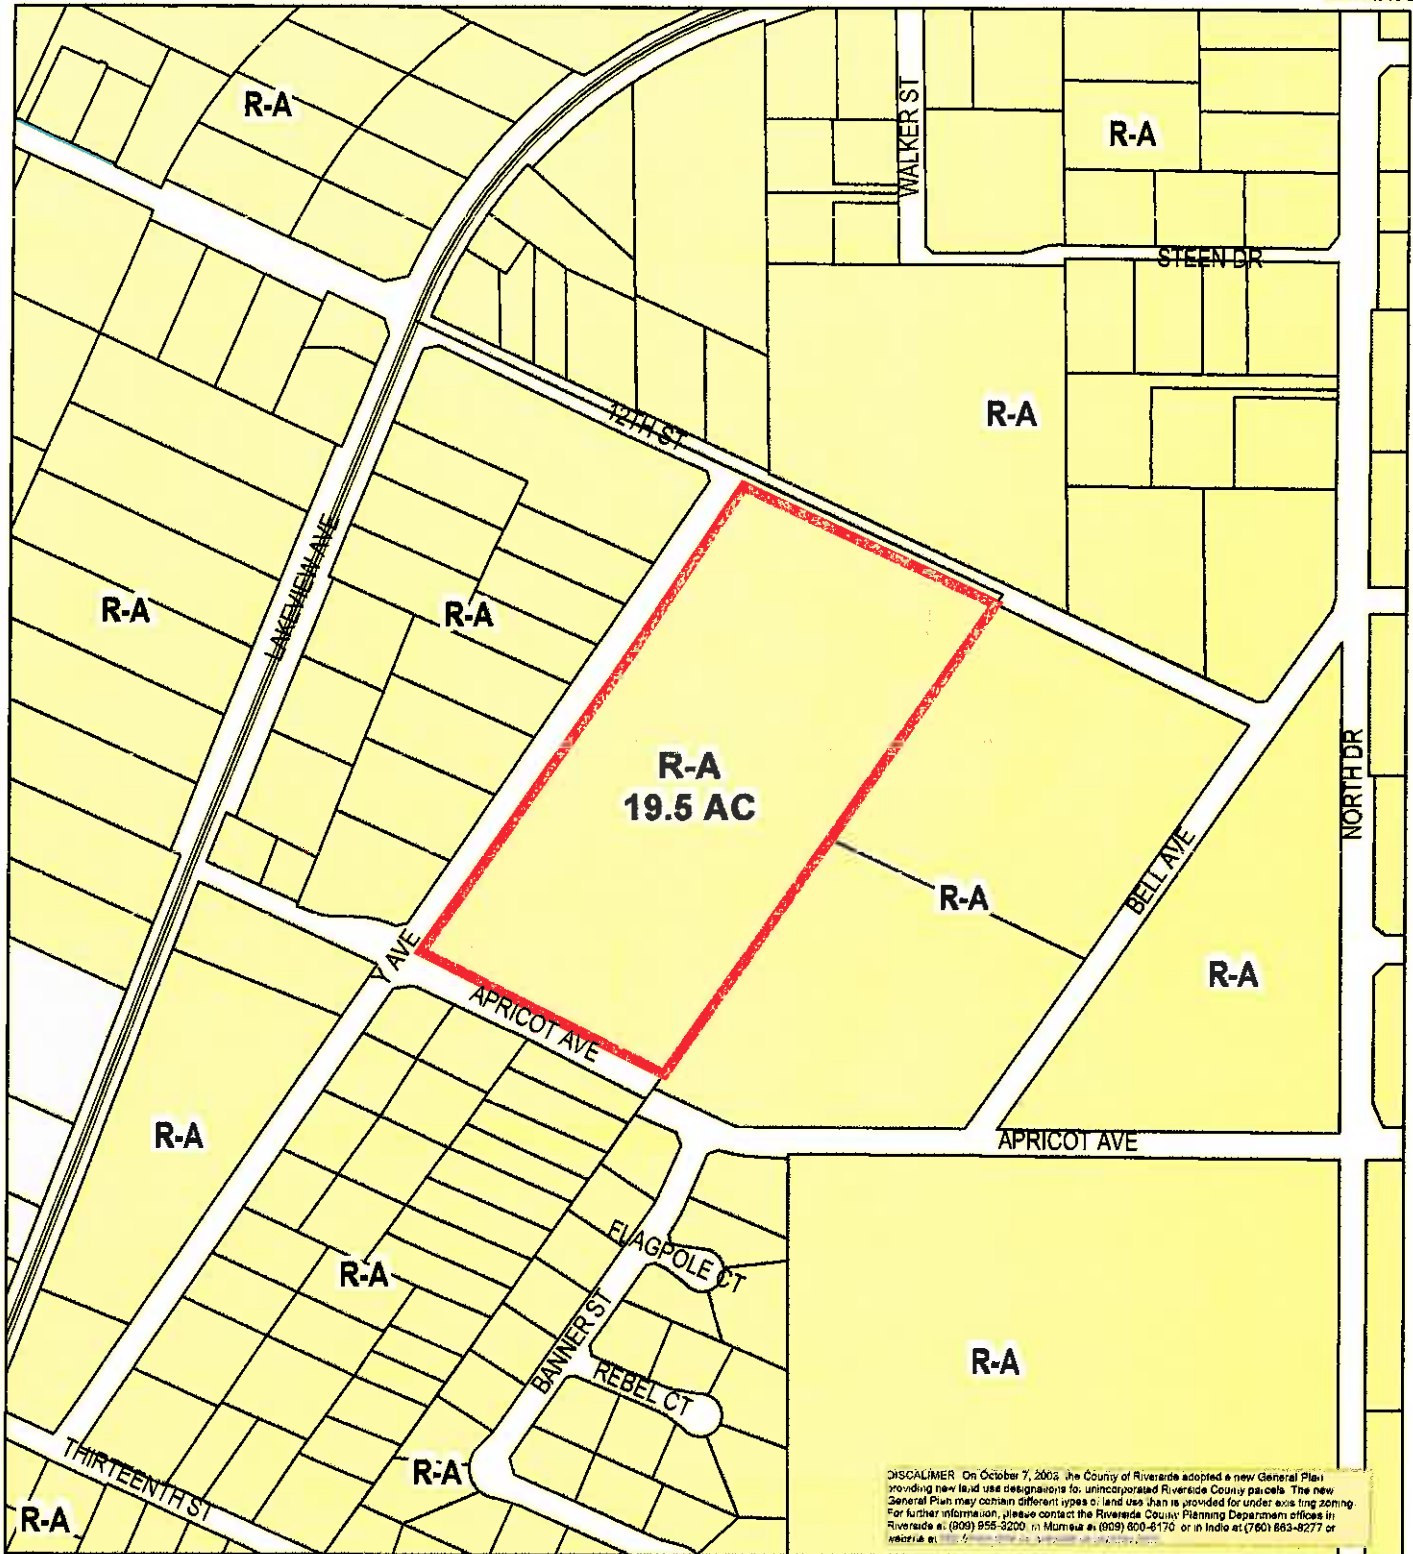 R-A
WALKER ST
R-A
STEEN DR
R-A
12TH ST
LAKEVIEW AVE
R-A
R-A
R-A
19.5 AC
NORTH DR
BELL AVE
R-A
R-A
Y AVE
APRICOT AVE
R-A
APRICOT AVE
FLAGPOLE CT
R-A
BANNER ST
REBEL CT
R-A
THIRTEENTH ST
R-A
R-A
DISCALIMER On October 7, 2003, the County of Riverside adopted a new General Plan
providing new land use designations for unincorporated Riverside County parcels. The new
General Plan may contain different types of land use than is provided for under existing zoning.
For further information, please contact the Riverside County Planning Department offices in
Riverside at (909) 955-3200, in Murrieta at (909) 600-6170 or in Indio at (760) 863-8277 or
website at